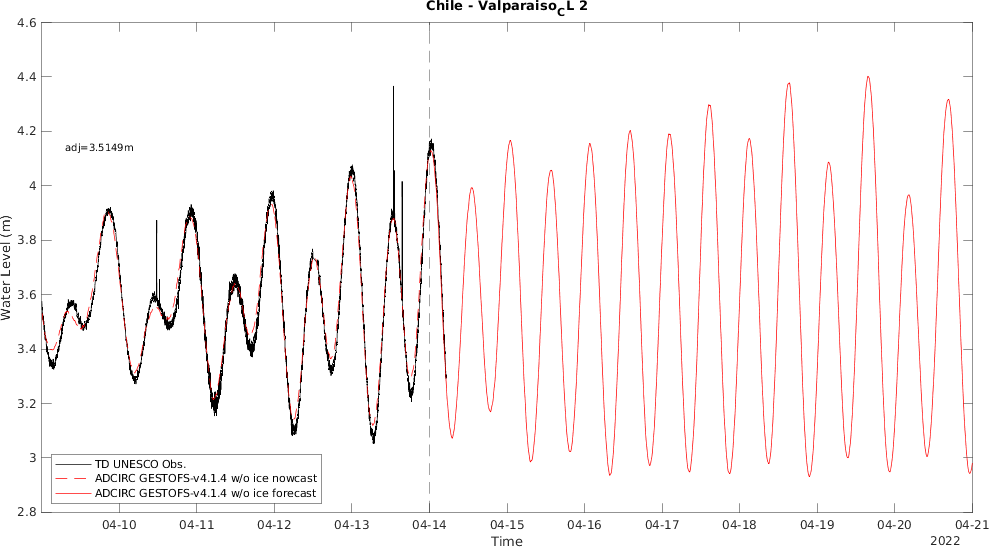 Chile - Valparaiso_CL 2
4.6
4.4
4.2
4
3.8
3.6
3.4
3.2
3
2.8
Water Level (m)
adj=3.5149m
TD UNESCO Obs.
ADCIRC GESTOFS-v4.1.4 w/o ice nowcast
ADCIRC GESTOFS-v4.1.4 w/o ice forecast
04-10 04-11 04-12 04-13 04-14 04-15 04-16 04-17 04-18 04-19 04-20 04-21
Time
2022